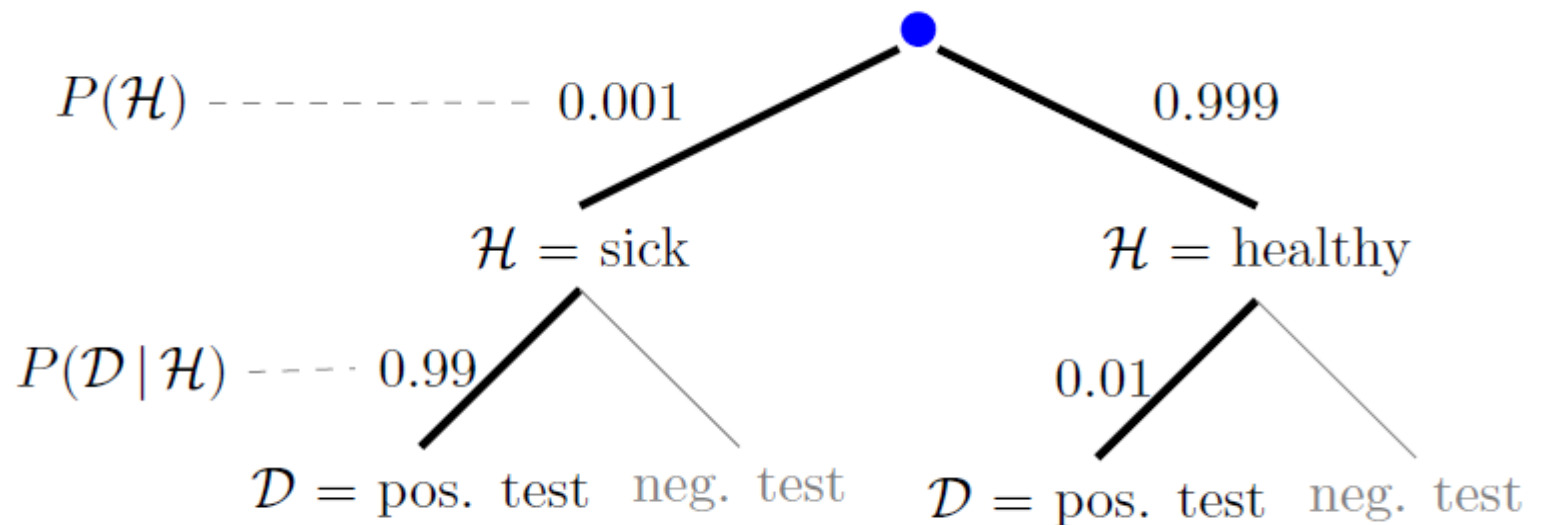 P(ℋ) 0.001 0.999
ℋ = sick ℋ = healthy
P(𝒟 | ℋ) 0.99 0.01
𝒟 = pos. test neg. test 𝒟 = pos. test neg. test